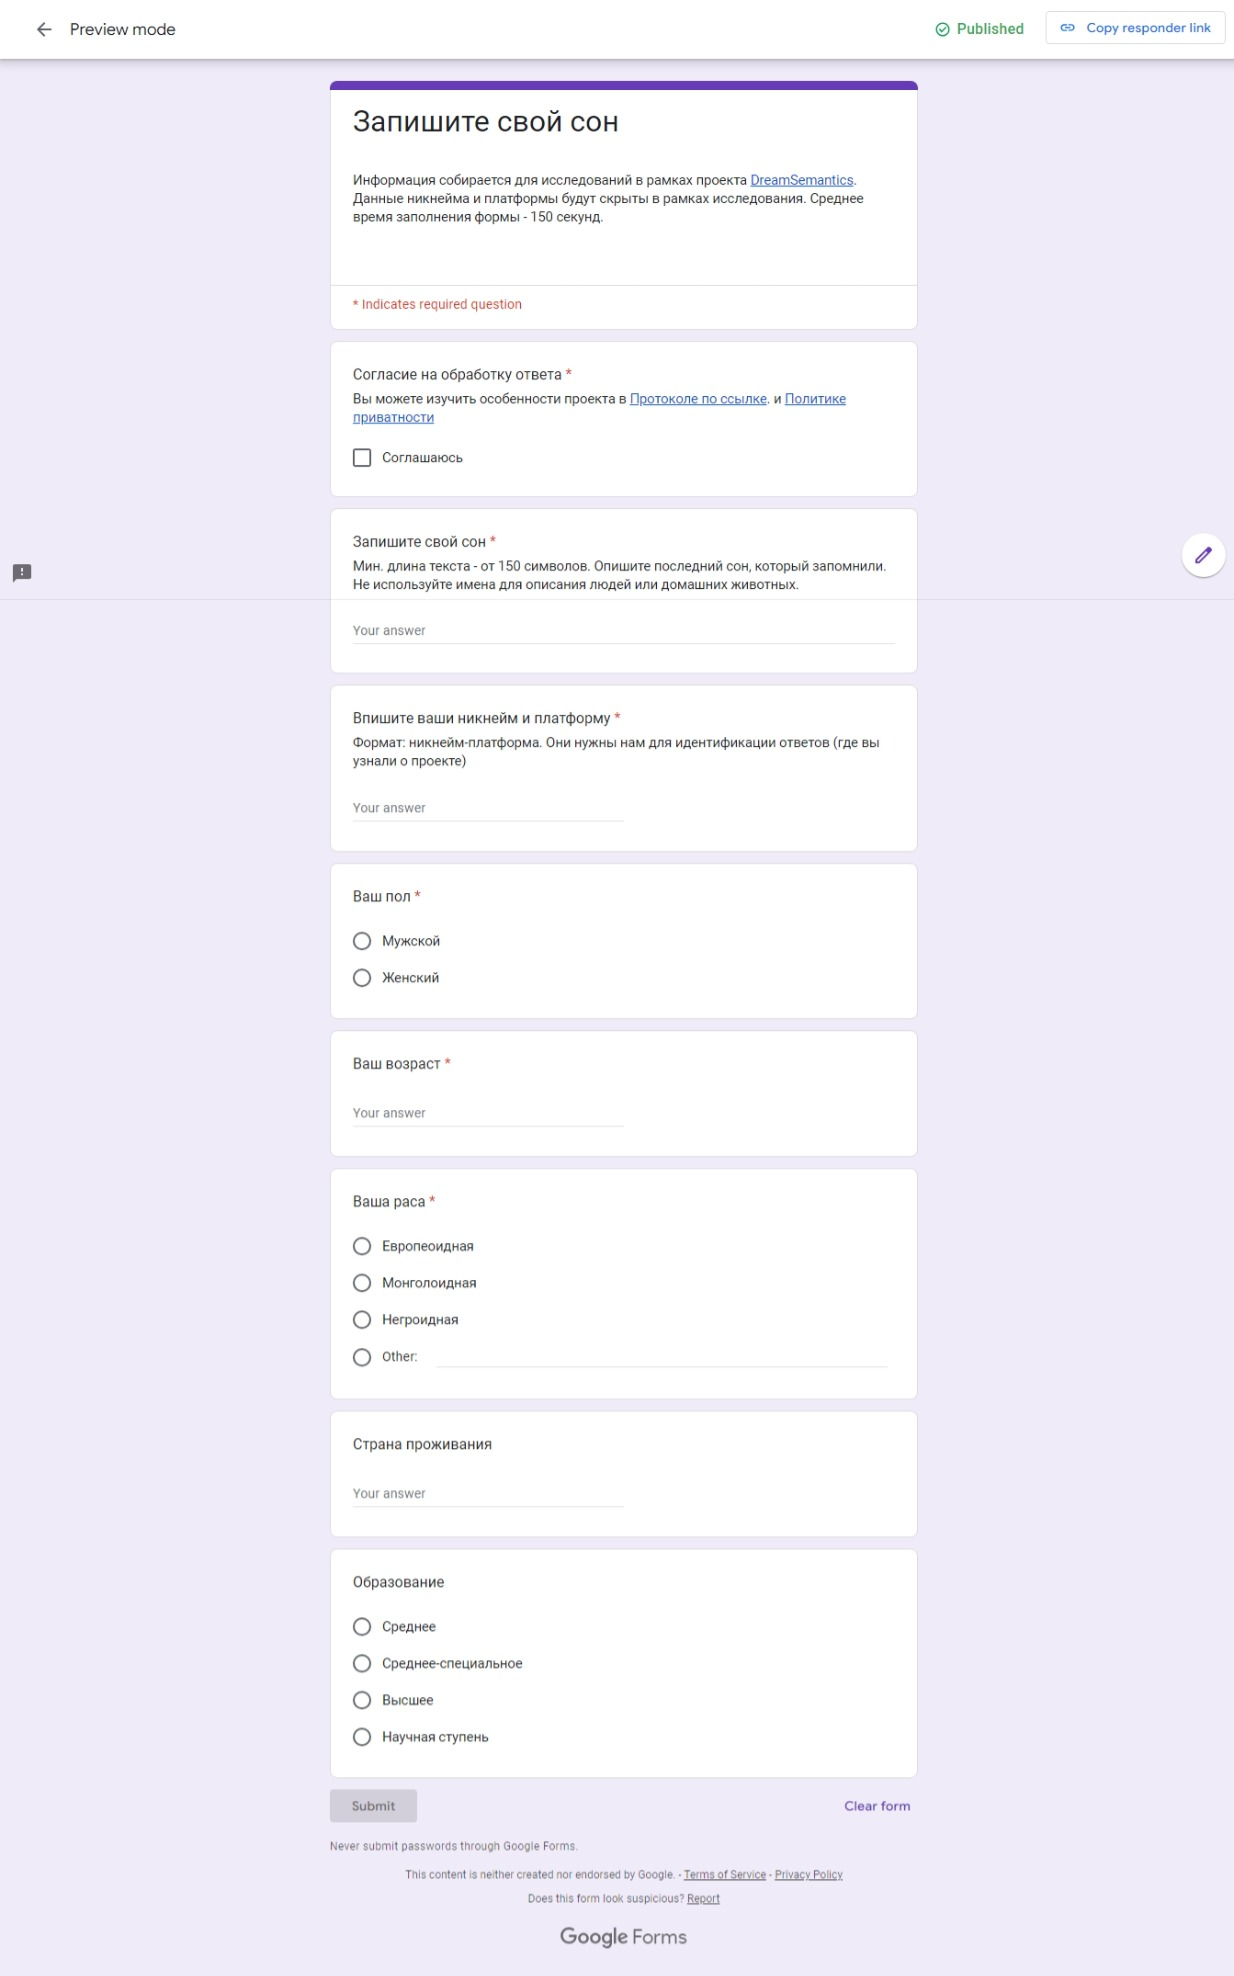 Preview mode
Published
Copy responder link
Запишите свой сон
Информация собирается для исследований в рамках проекта DreamSemantics.
Данные никнейма и платформы будут скрыты в рамках исследования. Среднее
время заполнения формы - 150 секунд.
* Indicates required question
Согласие на обработку ответа *
Вы можете изучить особенности проекта в Протоколе по ссылке. и Политике
приватности
Соглашаюсь
Запишите свой сон *
Мин. длина текста - от 150 символов. Опишите последний сон, который запомнили.
Не используйте имена для описания людей или домашних животных.
Your answer
Впишите ваши никнейм и платформу *
Формат: никнейм-платформа. Они нужны нам для идентификации ответов (где вы
узнали о проекте)
Your answer
Ваш пол *
Мужской
Женский
Ваш возраст *
Your answer
Ваша раса *
Европеоидная
Монголоидная
Негроидная
Other:
Страна проживания
Your answer
Образование
Среднее
Среднее-специальное
Высшее
Научная ступень
Submit
Clear form
Never submit passwords through Google Forms.
This content is neither created nor endorsed by Google. - Terms of Service - Privacy Policy
Does this form look suspicious? Report
Google Forms